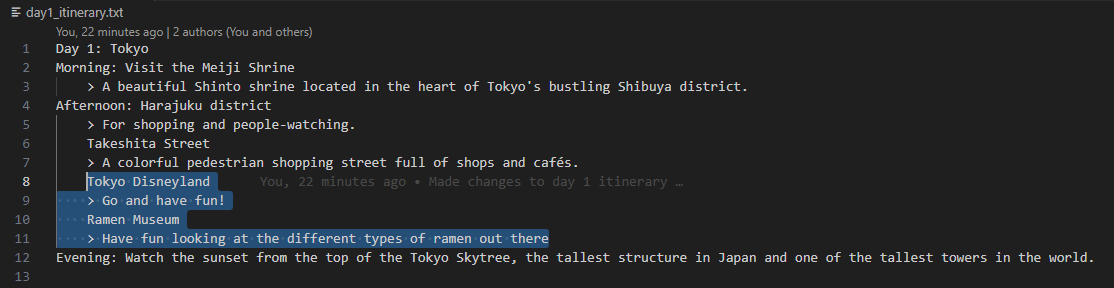 day1_itinerary.txt
You, 22 minutes ago | 2 authors (You and others)
1 Day 1: Tokyo
2 Morning: Visit the Meiji Shrine
3 > A beautiful Shinto shrine located in the heart of Tokyo's bustling Shibuya district.
4 Afternoon: Harajuku district
5 > For shopping and people-watching.
6 Takeshita Street
7 > A colorful pedestrian shopping street full of shops and cafés.
8 Tokyo Disneyland You, 22 minutes ago • Made changes to day 1 itinerary …
9 > Go and have fun!
10 Ramen Museum
11 > Have fun looking at the different types of ramen out there
12 Evening: Watch the sunset from the top of the Tokyo Skytree, the tallest structure in Japan and one of the tallest towers in the world.
13